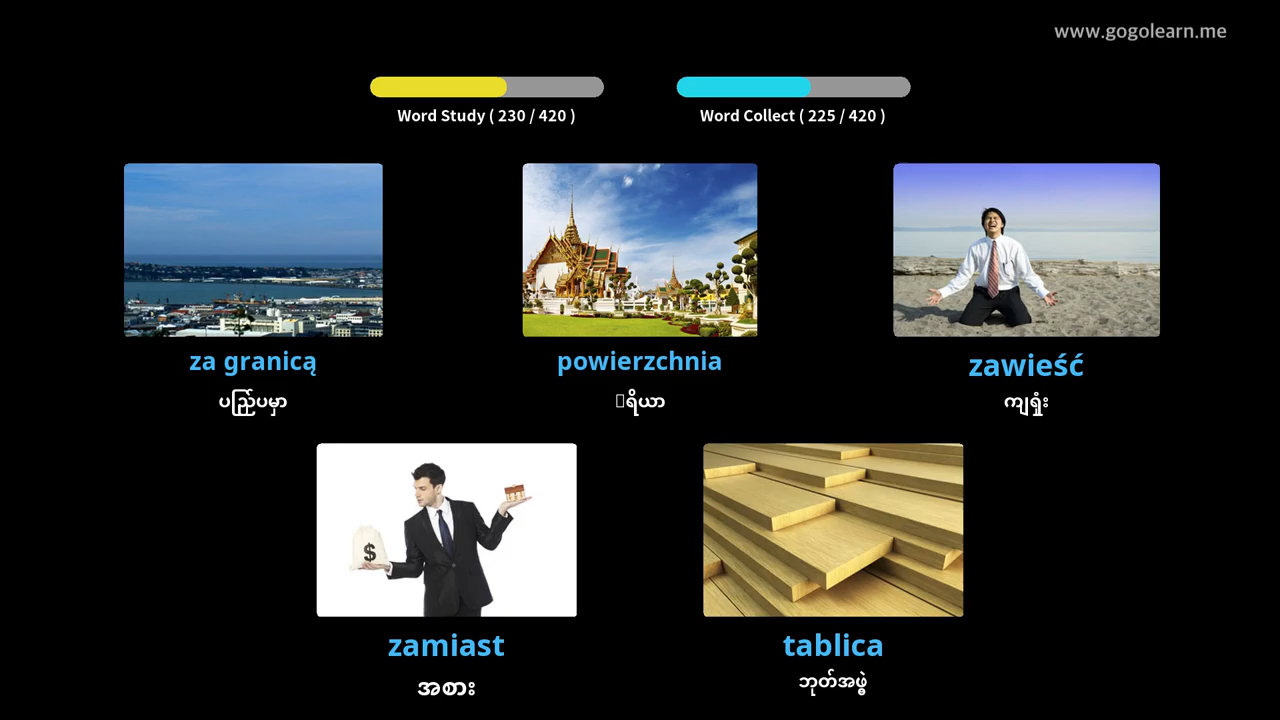 www.gogolearn.me
Word Study ( 230 / 420 )
Word Collect ( 225 / 420 )
za granicą
powierzchnia
zawieść
ပြည်ပမှာ
ဧရိယာ
ကျရှုံး
zamiast
tablica
အစား
ဘုတ်အဖွဲ့